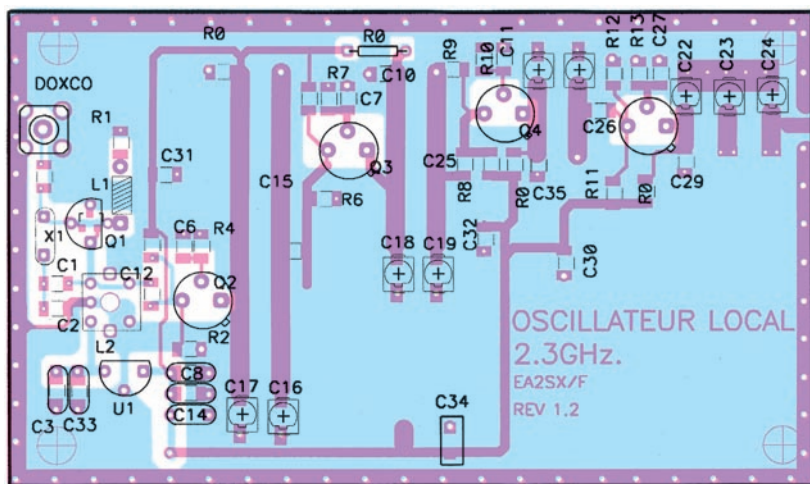 R0
R0
R9
R10
C11
R12
R13
C27
C22
C23
C24
DOXCO
C10
R7
C7
R1
Q4
C26
Q3
C31
C25
L1
C15
R8
R0
C35
R11
R0
C29
R6
X1
Q1
C6
R4
C32
C18
C19
C30
C1
C12
Q2
C2
R2
L2
OSCILLATEUR LOCAL
2.3GHz.
EA2SX/F
REV 1.2
C8
C17
C16
C34
U1
C14
C3
C33